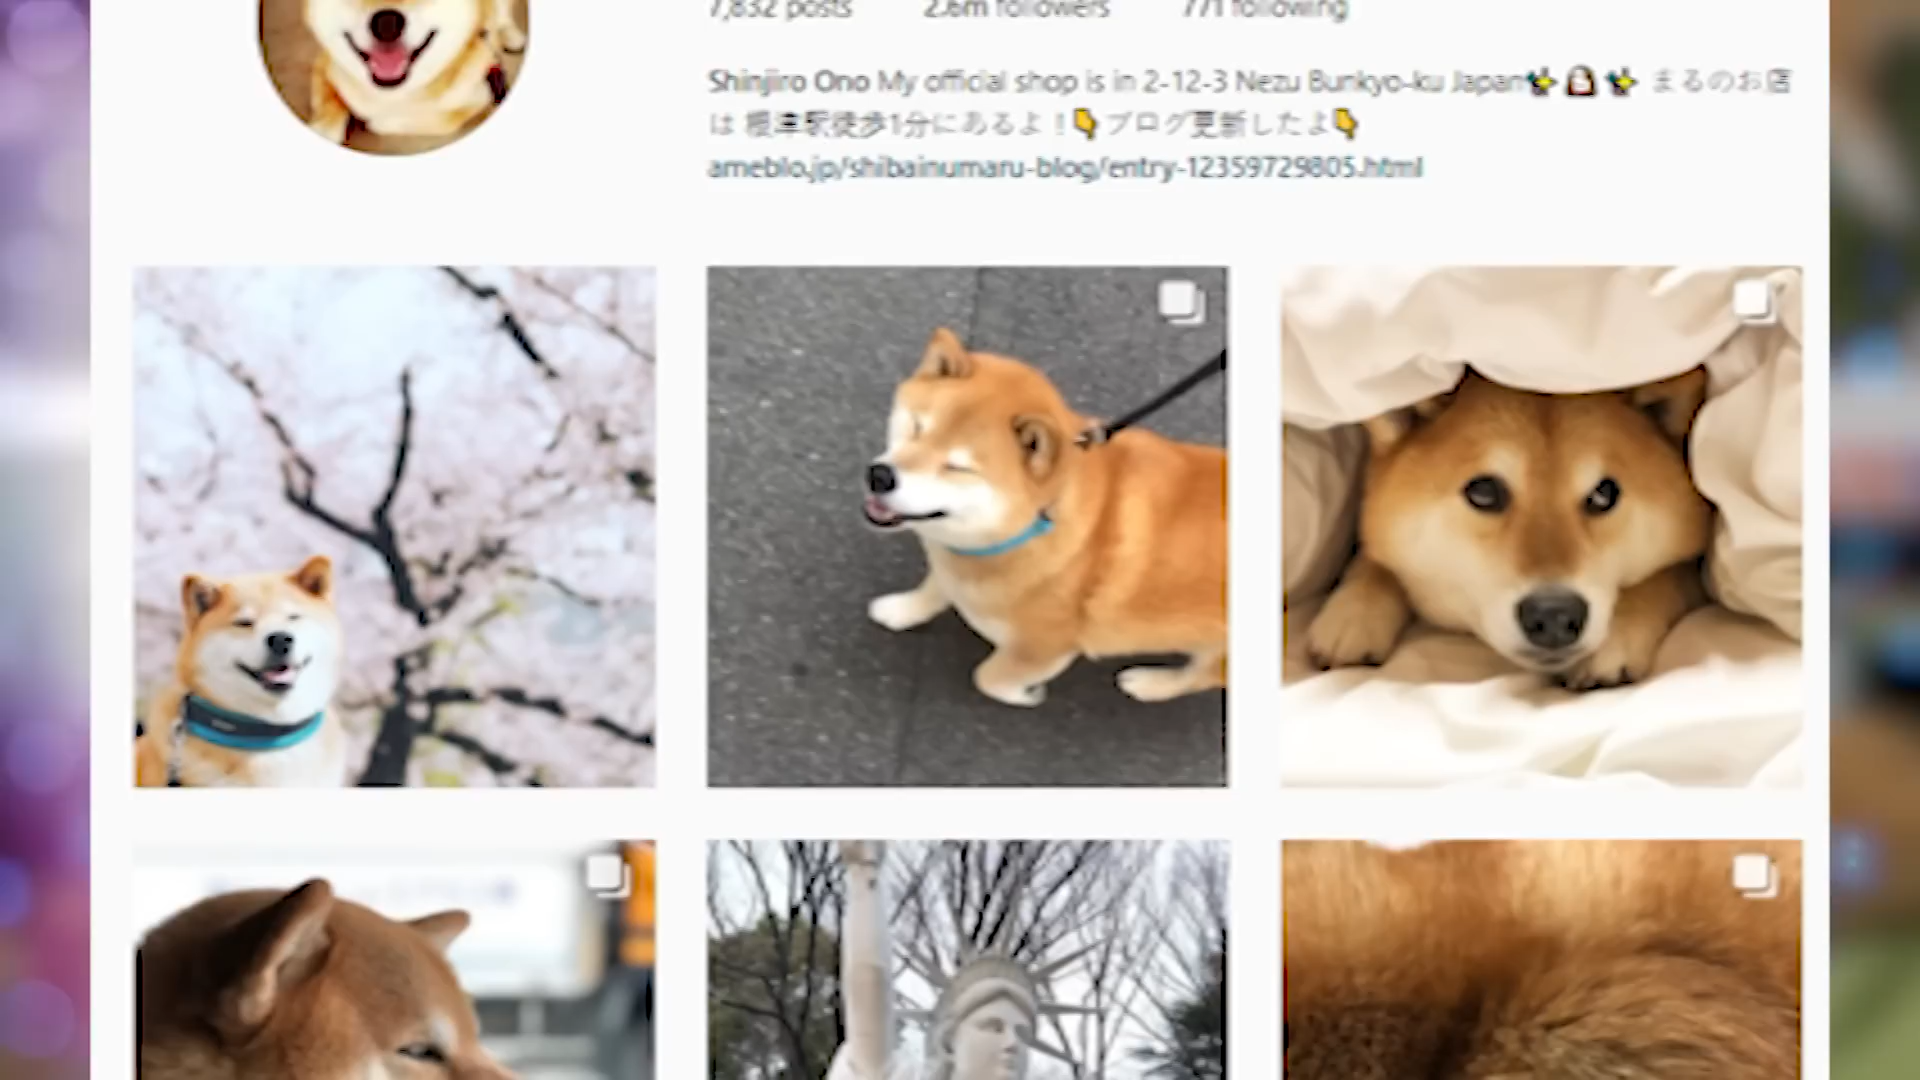 7,832 posts 2.6m followers 771 following
Shinjiro Ono My official shop is in 2-12-3 Nezu Bunkyo-ku Japan まるのお店
は 根津駅徒歩1分にあるよ！👇ブログ更新したよ👇
ameblo.jp/shibainumaru-blog/entry-12359729805.html